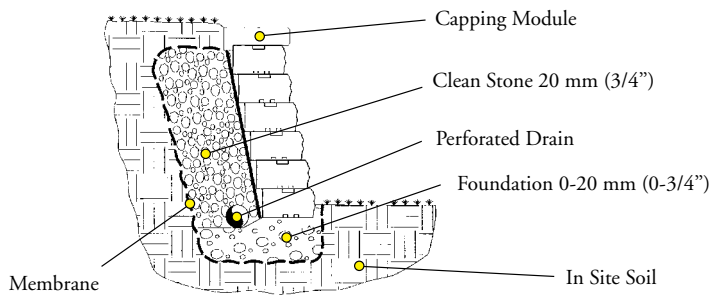 Capping Module
Clean Stone 20 mm (3/4”)
Perforated Drain
Foundation 0-20 mm (0-3/4”)
Membrane
In Site Soil